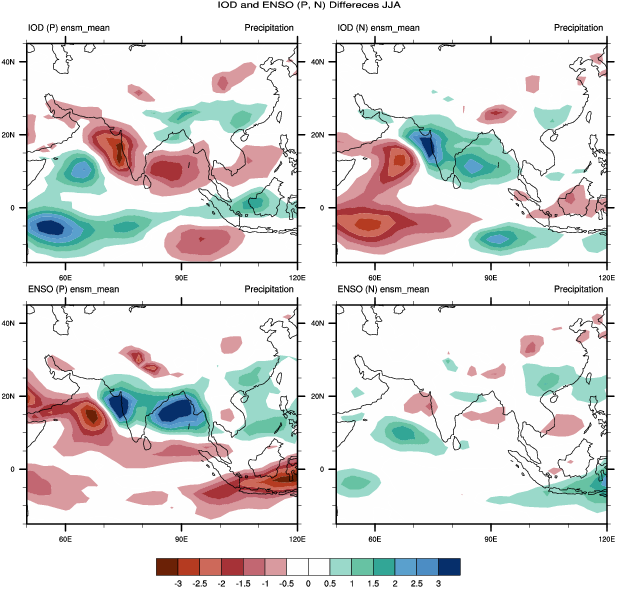 IOD and ENSO (P, N) Differeces JJA
IOD (P) ensm_mean Precipitation
IOD (N) ensm_mean Precipitation
40N 40N
20N 20N
0 0
60E 90E 120E 60E 90E 120E
ENSO (P) ensm_mean Precipitation
ENSO (N) ensm_mean Precipitation
40N 40N
20N 20N
0 0
60E 90E 120E 60E 90E 120E
-3 -2.5 -2 -1.5 -1 -0.5 0 0.5 1 1.5 2 2.5 3